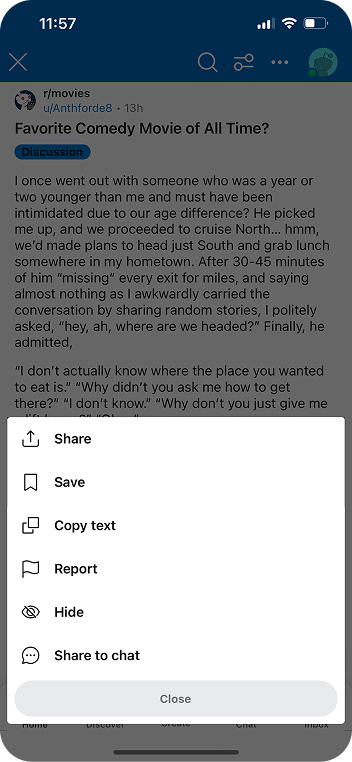 11:57
r/movies
u/Anthforde8 • 13h
Favorite Comedy Movie of All Time?
Discussion
I once went out with someone who was a year or
two younger than me and must have been
intimidated due to our age difference? He picked
me up, and we proceeded to cruise North... hmm,
we’d made plans to head just South and grab lunch
somewhere in my hometown. After 30-45 minutes
of him “missing” every exit for miles, and saying
almost nothing as I awkwardly carried the
conversation by sharing random stories, I politely
asked, “hey, ah, where are we headed?” Finally, he
admitted,
“I don’t actually know where the place you wanted
to eat is.” “Why didn’t you ask me how to get
there?” “I don’t know.” “Why don’t you just give me
Share
Save
Copy text
Report
Hide
Share to chat
Close
Home Discover Create Chat Inbox